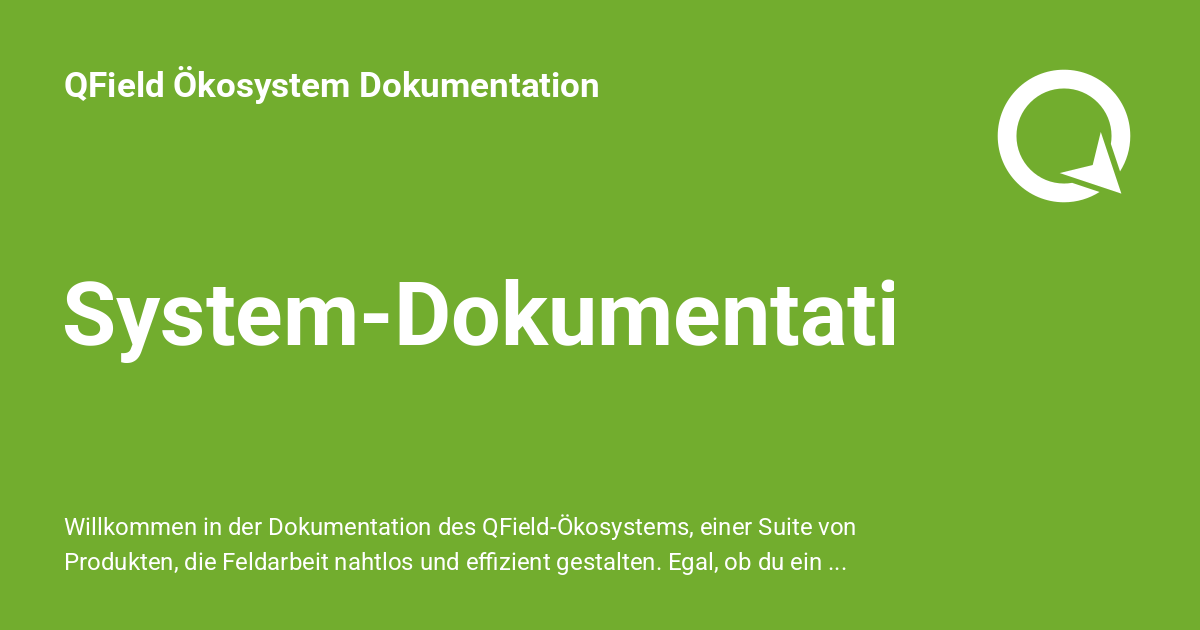 QField Ökosystem Dokumentation
System-Dokumentati
Willkommen in der Dokumentation des QField-Ökosystems, einer Suite von
Produkten, die Feldarbeit nahtlos und effizient gestalten. Egal, ob du ein ...